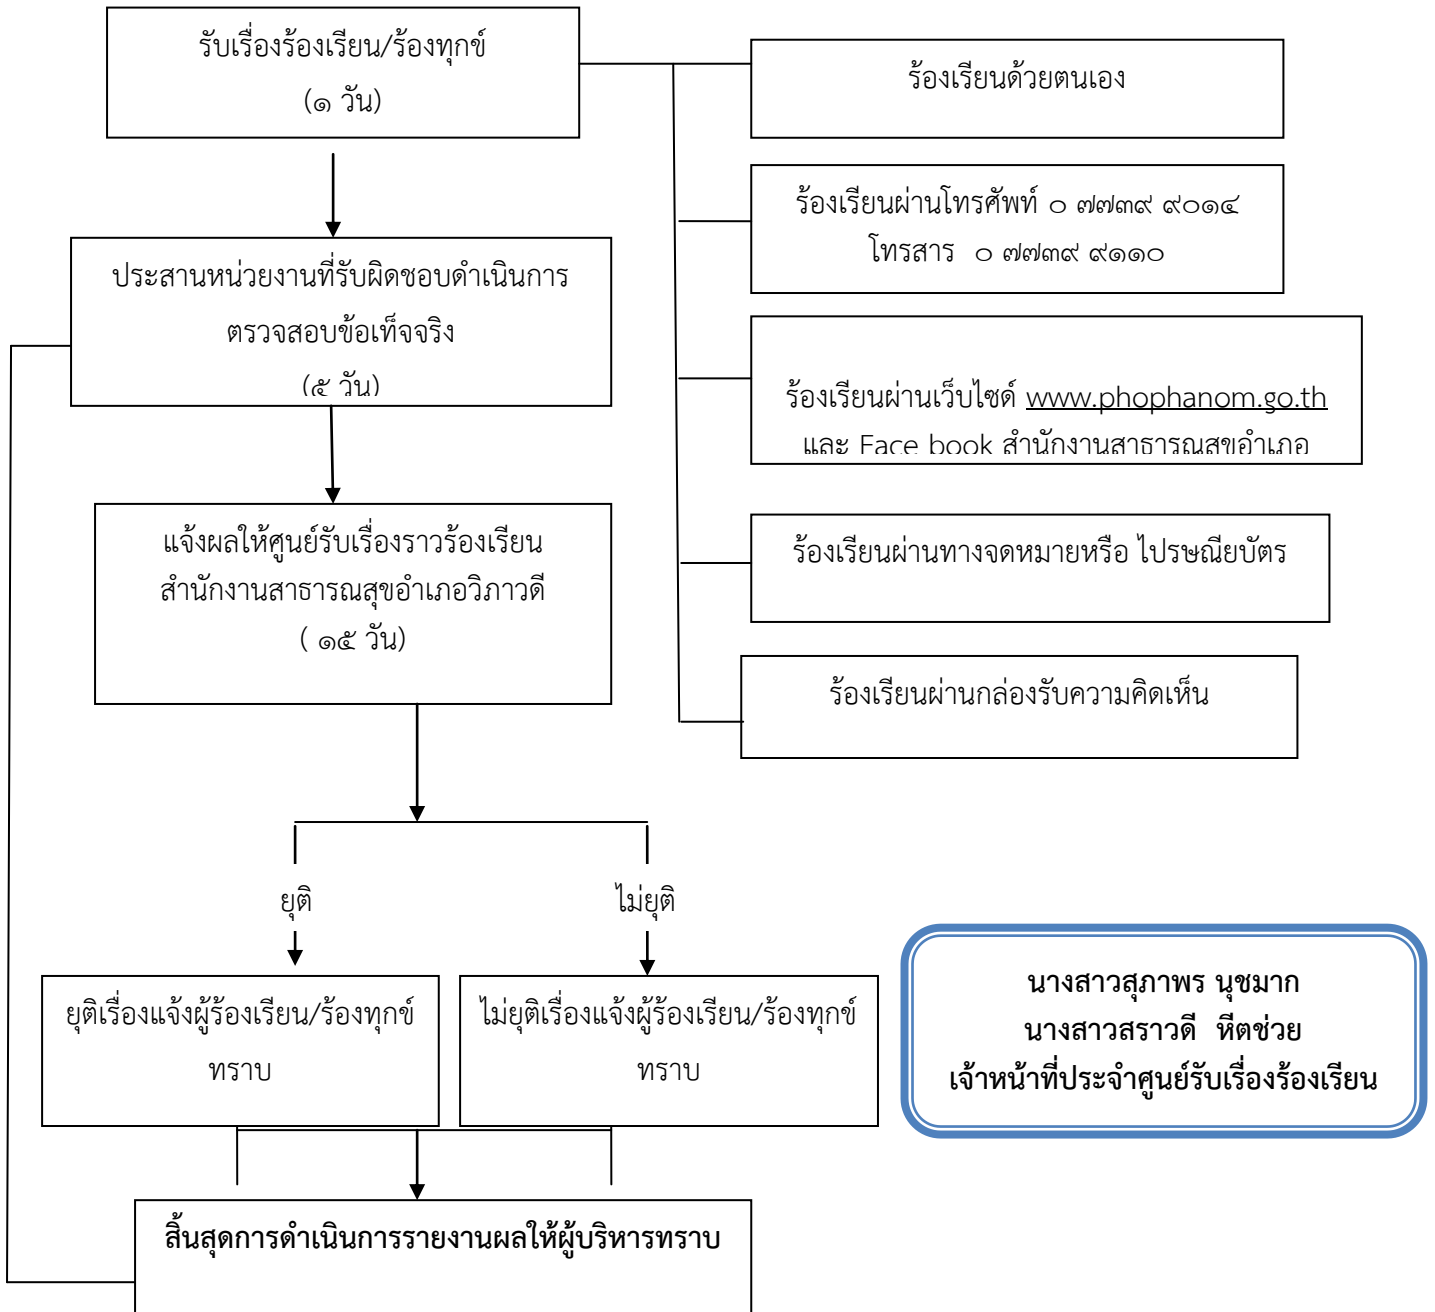 รับเรื่องร้องเรียน/ร้องทุกข์
(๑ วัน)
ร้องเรียนด้วยตนเอง
ร้องเรียนผ่านโทรศัพท์ ๐ ๗๗๓๙ ๙๐๑๔
โทรสาร ๐ ๗๗๓๙ ๙๑๑๐
ประสานหน่วยงานที่รับผิดชอบดำเนินการ
ตรวจสอบข้อเท็จจริง
(๕ วัน)
ร้องเรียนผ่านเว็บไซด์ www.phophanom.go.th
และ Face book สำนักงานสาธารณสุขอำเภอ
แจ้งผลให้ศูนย์รับเรื่องราวร้องเรียน
สำนักงานสาธารณสุขอำเภอวิภาวดี
( ๑๕ วัน)
ร้องเรียนผ่านทางจดหมายหรือ ไปรษณียบัตร
ร้องเรียนผ่านกล่องรับความคิดเห็น
ยุติ
ไม่ยุติ
ยุติเรื่องแจ้งผู้ร้องเรียน/ร้องทุกข์
ทราบ
ไม่ยุติเรื่องแจ้งผู้ร้องเรียน/ร้องทุกข์
ทราบ
นางสาวสุภาพร นุชมาก
นางสาวสราวดี หีตช่วย
เจ้าหน้าที่ประจำศูนย์รับเรื่องร้องเรียน
สิ้นสุดการดำเนินการรายงานผลให้ผู้บริหารทราบ